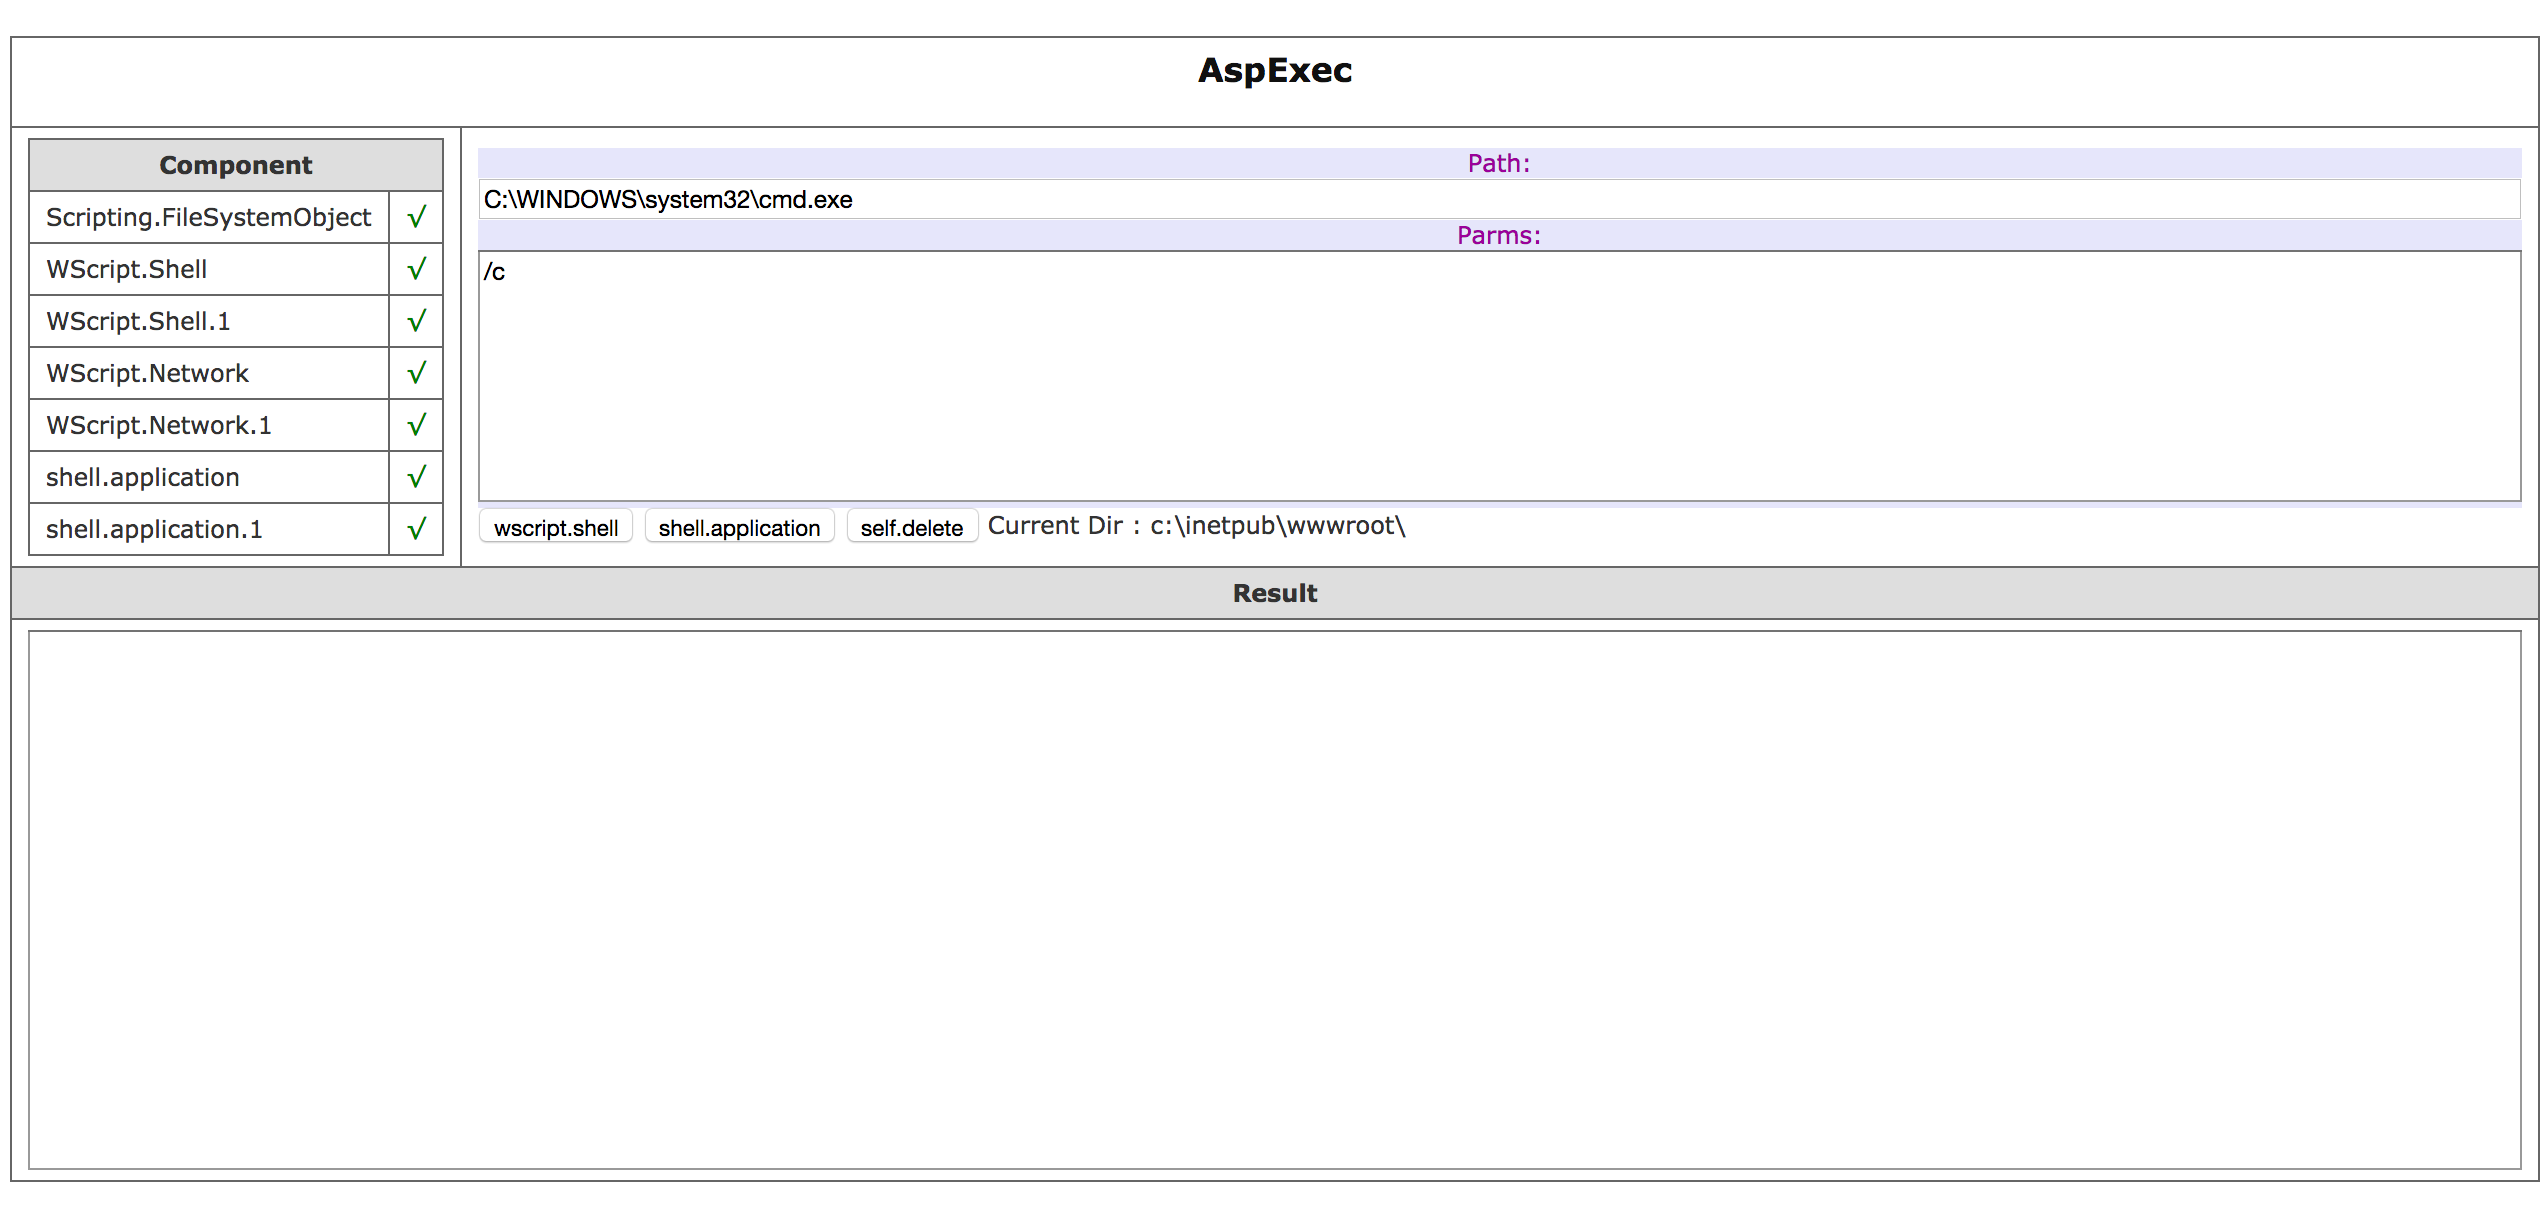 AspExec
Component
Scripting.FileSystemObject √
WScript.Shell √
WScript.Shell.1 √
WScript.Network √
WScript.Network.1 √
shell.application √
shell.application.1 √
Path:
C:\WINDOWS\system32\cmd.exe
Parms:
/c
wscript.shell shell.application self.delete Current Dir : c:\inetpub\wwwroot\
Result